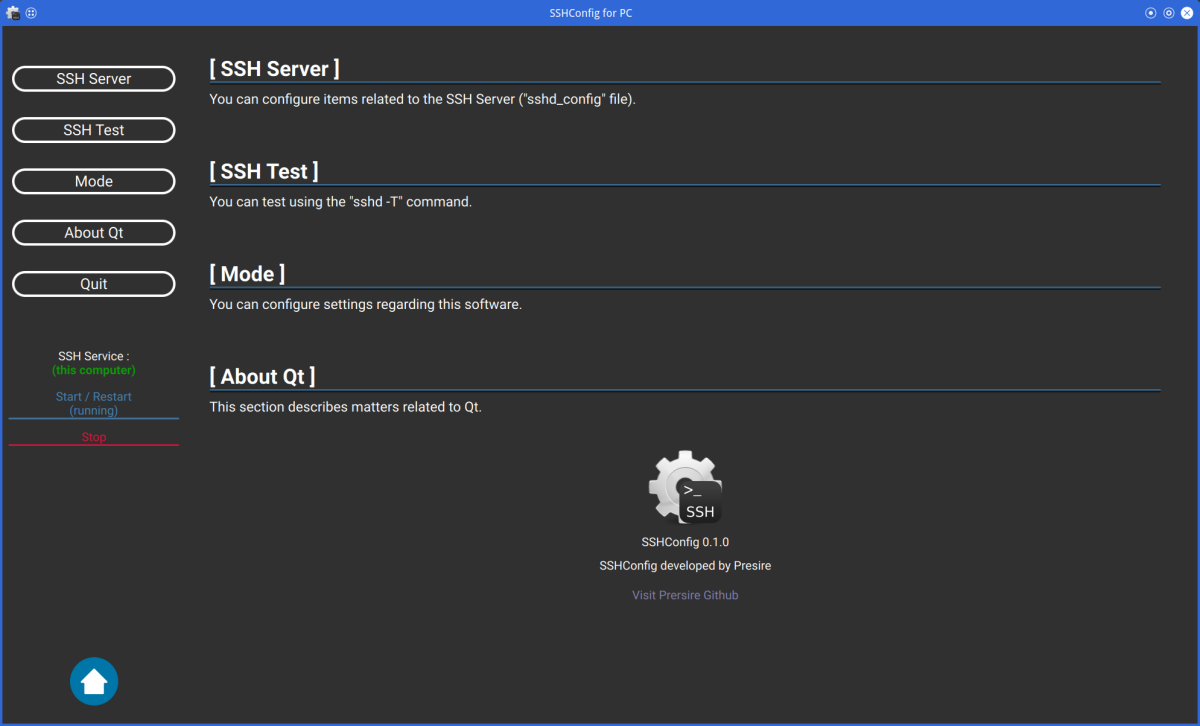 SSHConfig for PC
SSH Server
SSH Test
Mode
About Qt
Quit
SSH Service :
(this computer)
Start / Restart
(running)
Stop
[ SSH Server ]
You can configure items related to the SSH Server ("sshd_config" file).
[ SSH Test ]
You can test using the "sshd -T" command.
[ Mode ]
You can configure settings regarding this software.
[ About Qt ]
This section describes matters related to Qt.
>_
SSH
SSHConfig 0.1.0
SSHConfig developed by Presire
Visit Prersire Github